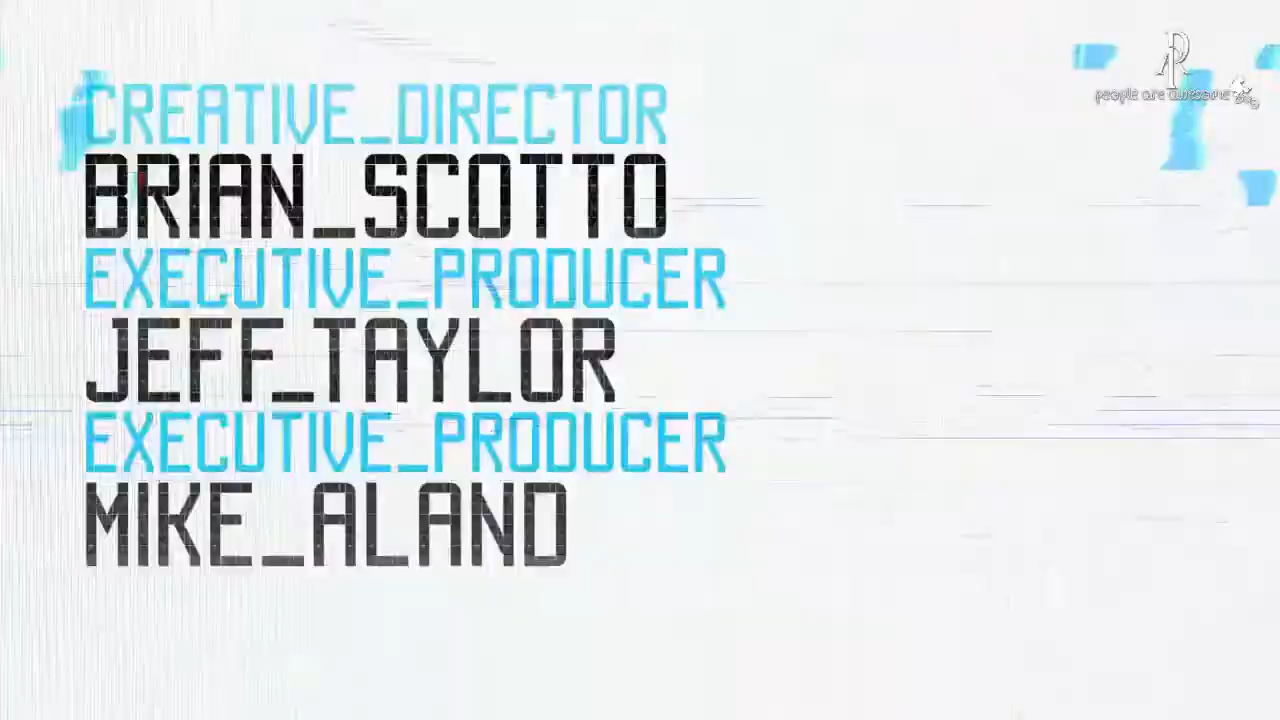 CREATIVE_DIRECTOR
BRIAN_SCOTTO
EXECUTIVE_PRODUCER
JEFF_TAYLOR
EXECUTIVE_PRODUCER
MIKE_ALAND
people are awesome